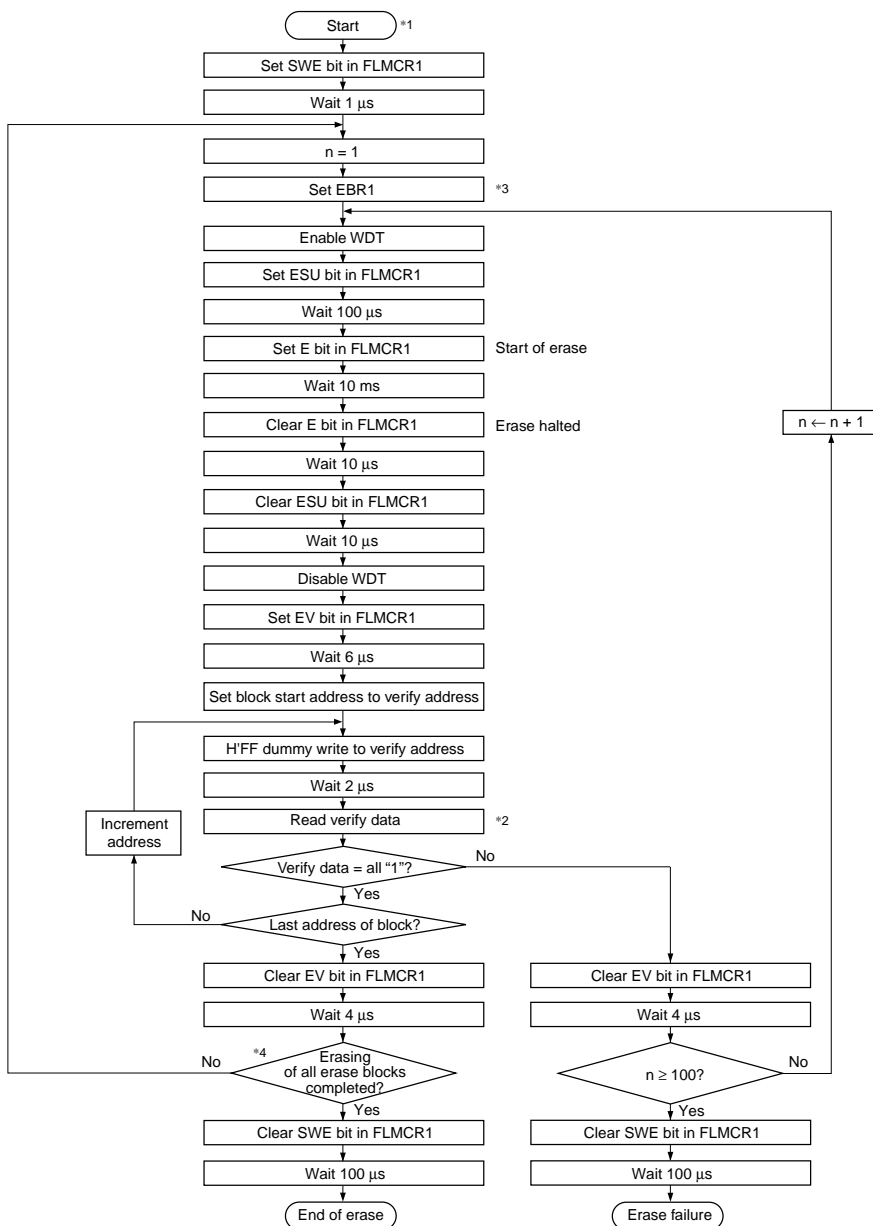 Start *1
Set SWE bit in FLMCR1
Wait 1 μs
n = 1
Set EBR1 *3
Enable WDT
Set ESU bit in FLMCR1
Wait 100 μs
Set E bit in FLMCR1 Start of erase
Wait 10 ms
Clear E bit in FLMCR1 Erase halted
n ← n + 1
Wait 10 μs
Clear ESU bit in FLMCR1
Wait 10 μs
Disable WDT
Set EV bit in FLMCR1
Wait 6 μs
Set block start address to verify address
H'FF dummy write to verify address
Wait 2 μs
Increment
address
Read verify data *2
Verify data = all “1”?
No
Yes
No
Last address of block?
Yes
Clear EV bit in FLMCR1
Clear EV bit in FLMCR1
Wait 4 μs
Wait 4 μs
No
*4
Erasing
of all erase blocks
completed?
n ≥ 100?
No
Yes
Yes
Clear SWE bit in FLMCR1
Clear SWE bit in FLMCR1
Wait 100 μs
Wait 100 μs
End of erase
Erase failure